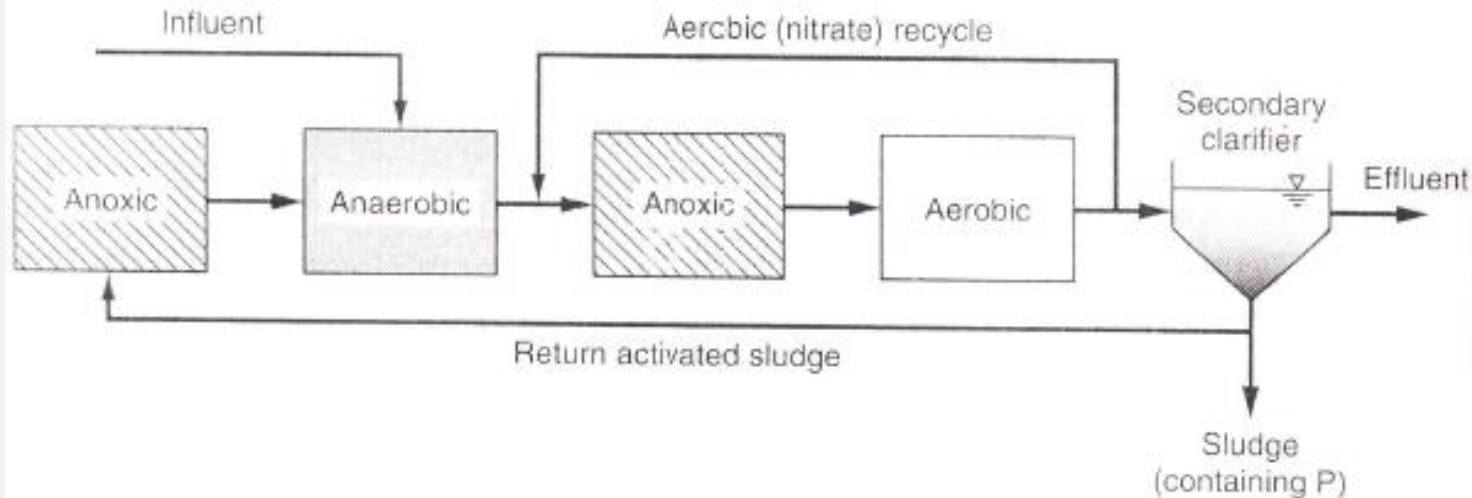 Influent
Aercbic (nitrate) recycle
Secondary
clarifier
Effluent
Anoxic
Anaerobic
Anoxic
Aerobic
Return activated sludge
Sludge
(containing P)